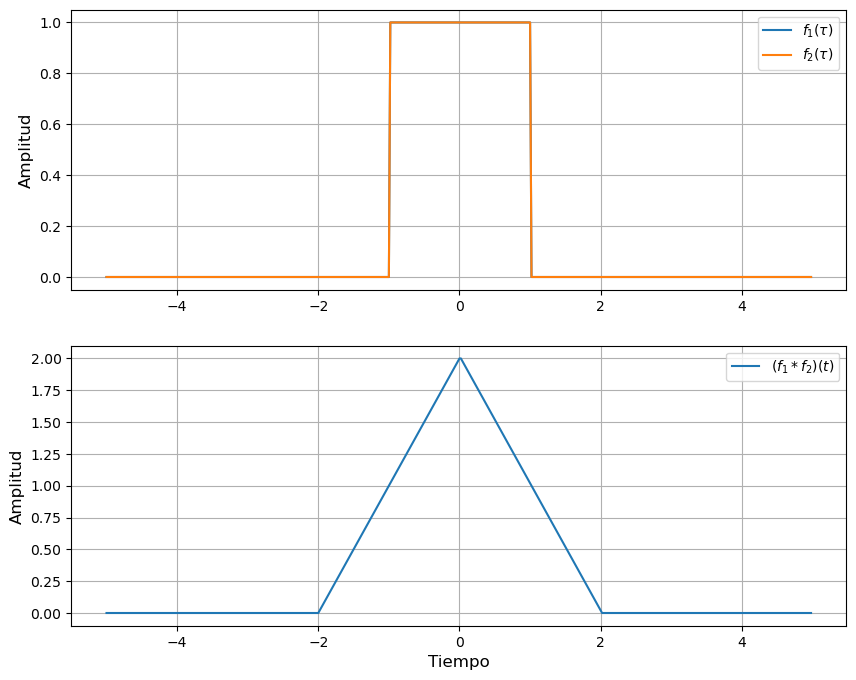 1.0
0.8
0.6
0.4
0.2
0.0
Amplitud
f₁(τ)
f₂(τ)
−4 −2 0 2 4
2.00
1.75
1.50
1.25
1.00
0.75
0.50
0.25
0.00
Amplitud
(f₁ * f₂)(t)
−4 −2 0 2 4
Tiempo